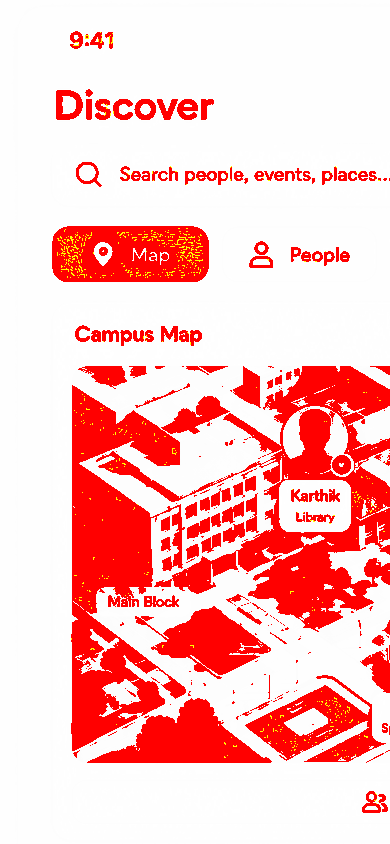 9:41
Discover
Search people, events, places...
Map
People
Campus Map
Karthik
Library
Main Block